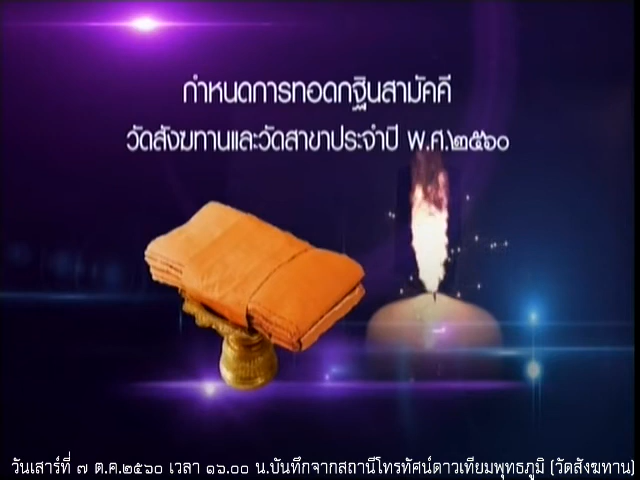 กำหนดการทอดกฐินสามัคคี
วัดสังฆทานและวัดสาขาประจำปี พ.ศ.๒๕๖๐
วันเสาร์ที่ ๗ ต.ค.๒๕๖๐ เวลา ๑๖.๐๐ น.บันทึกจากสถานีโทรทัศน์ดาวเทียมพุทธภูมิ (วัดสังฆทาน)